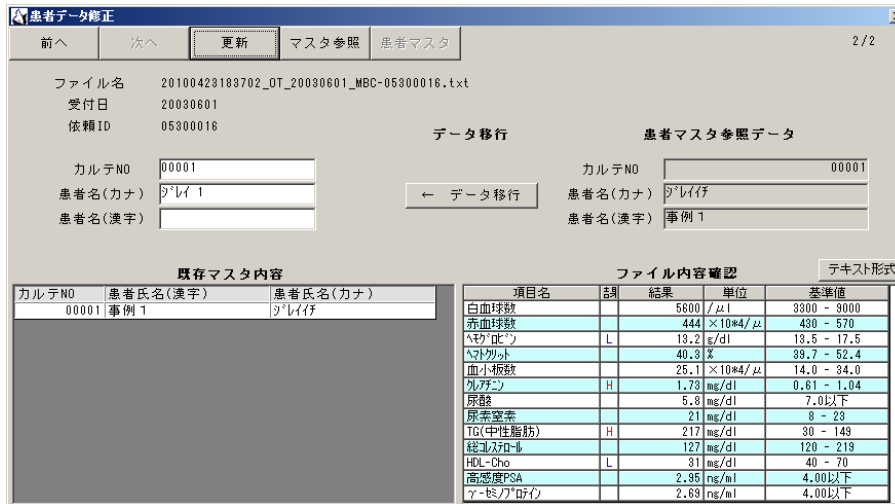 患者データ修正
前へ 次へ 更新 マスタ参照 患者マスタ 2/2
ファイル名 20100423183702_OT_20030601_MBC-05300016.txt
受付日 20030601
依頼ID 05300016
データ移行 患者マスタ参照データ
カルテNO 00001 カルテNO 00001
患者名(カナ) ｼﾞﾚｲ 1 ← データ移行 患者名(カナ) ｼﾞﾚｲｲﾁ
患者名(漢字) 患者名(漢字) 事例 1
既存マスタ内容 ファイル内容確認 テキスト形式
カルテNO 患者氏名(漢字) 患者氏名(カナ)
00001 事例 1 ｼﾞﾚｲｲﾁ
項目名 結果 単位 基準値
白血球数 5600 /μl 3300 - 9000
赤血球数 444 ×10*4/μ 430 - 570
ﾍﾓｸﾞﾛﾋﾞﾝ L 13.2 g/dl 13.5 - 17.5
ﾍﾏﾄｸﾘｯﾄ 40.3 % 39.7 - 52.4
血小板数 25.1 ×10*4/μ 14.0 - 34.0
ｸﾚｱﾁﾆﾝ H 1.73 mg/dl 0.61 - 1.04
尿酸 5.8 mg/dl 7.0以下
尿素窒素 21 mg/dl 8 - 23
TG(中性脂肪) H 217 mg/dl 30 - 149
総ｺﾚｽﾃﾛｰﾙ 127 mg/dl 120 - 219
HDL-Cho L 31 mg/dl 40 - 70
高感度PSA 2.95 ng/ml 4.00以下
γ-ｾﾐﾉﾌﾟﾛﾃｲﾝ 2.69 ng/ml 4.00以下